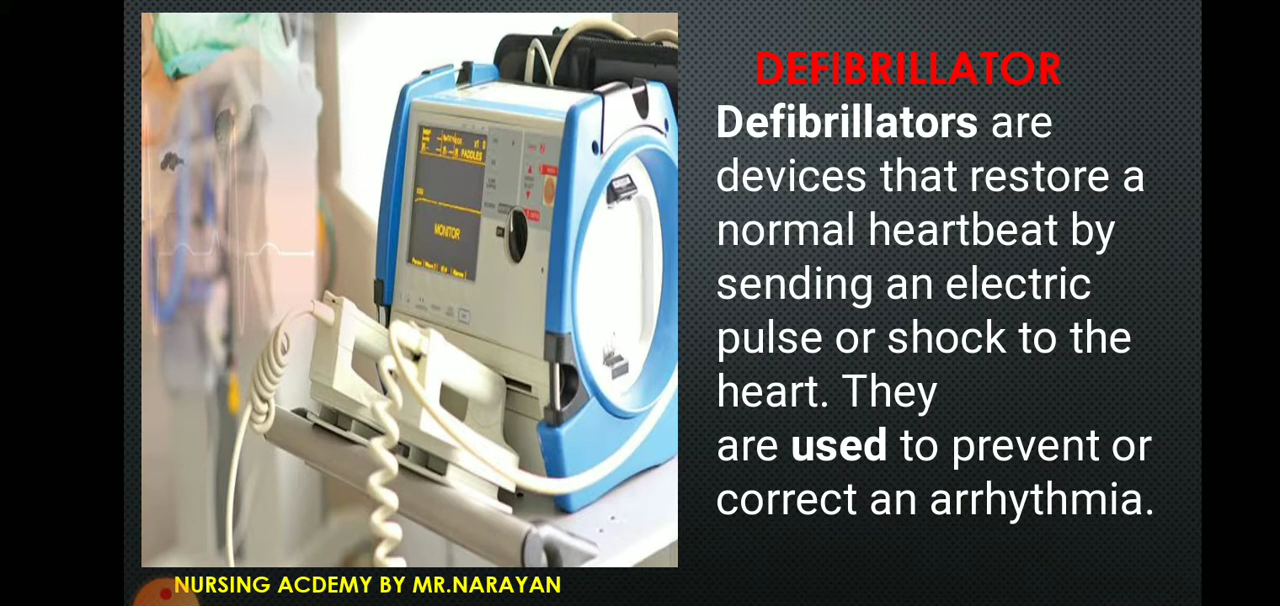 DEFIBRILLATOR
Defibrillators are
devices that restore a
normal heartbeat by
sending an electric
pulse or shock to the
heart. They
are used to prevent or
correct an arrhythmia.
PADDLES
MONITOR
NURSING ACDEMY BY MR.NARAYAN